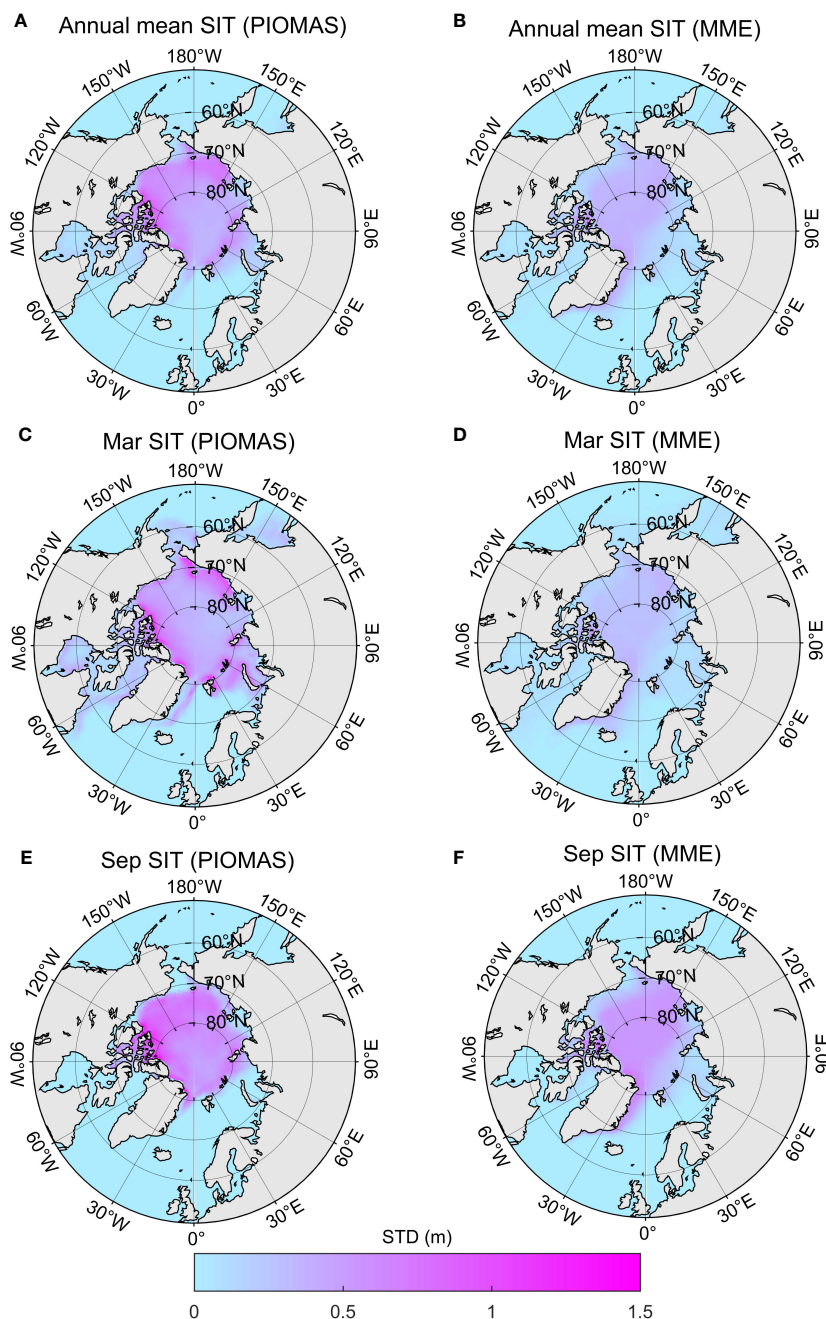 A Annual mean SIT (PIOMAS)
180°W
150°W 150°E
60°N
120°W 120°E
70°N
80°N
90°W 90°E
60°W 60°E
30°W 30°E
0°
B Annual mean SIT (MME)
180°W
150°W 150°E
60°N
120°W 120°E
70°N
80°N
90°W 90°E
60°W 60°E
30°W 30°E
0°
C Mar SIT (PIOMAS)
180°W
150°W 150°E
60°N
120°W 120°E
70°N
80°N
90°W 90°E
60°W 60°E
30°W 30°E
0°
D Mar SIT (MME)
180°W
150°W 150°E
60°N
120°W 120°E
70°N
80°N
90°W 90°E
60°W 60°E
30°W 30°E
0°
E Sep SIT (PIOMAS)
180°W
150°W 150°E
60°N
120°W 120°E
70°N
80°N
90°W 90°E
60°W 60°E
30°W 30°E
0°
F Sep SIT (MME)
180°W
150°W 150°E
60°N
120°W 120°E
70°N
80°N
90°W 90°E
60°W 60°E
30°W 30°E
0°
STD (m)
0 0.5 1 1.5